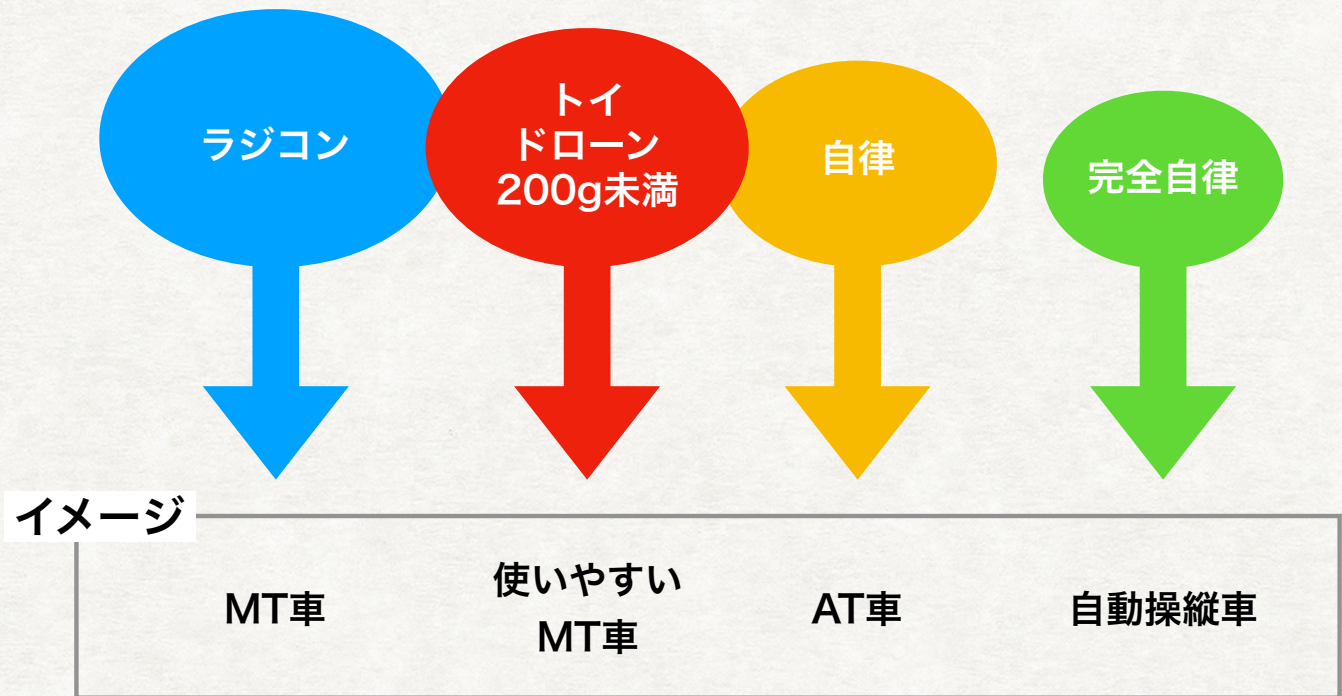 ラジコン
トイ
ドローン
200g未満
自律
完全自律
イメージ
MT車
使いやすい
MT車
AT車
自動操縦車